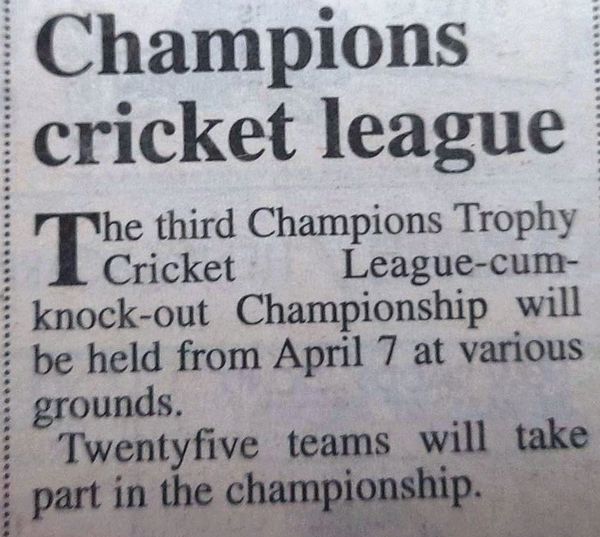 Champions
cricket league
The third Champions Trophy
Cricket League-cum-
knock-out Championship will
be held from April 7 at various
grounds.
Twentyfive teams will take
part in the championship.